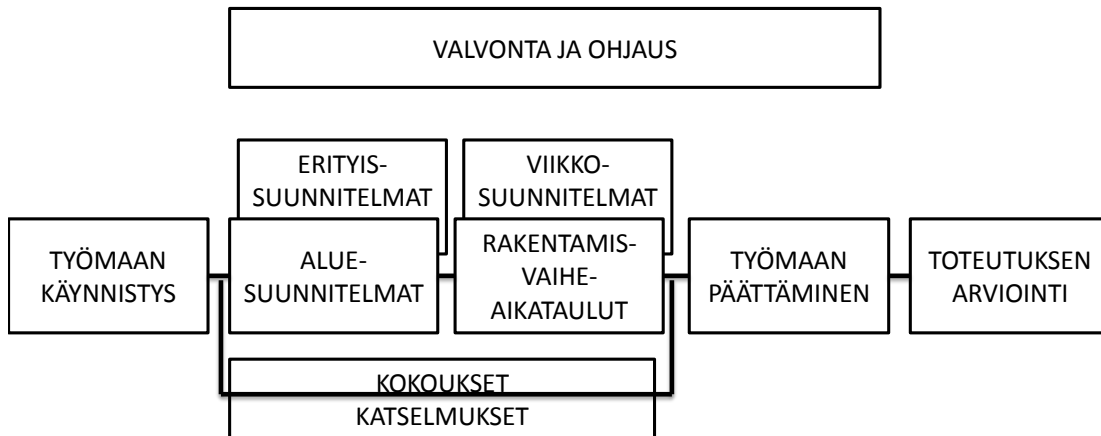 VALVONTA JA OHJAUS
ERITYIS-
SUUNNITELMAT
VIIKKO-
SUUNNITELMAT
TYÖMAAN
KÄYNNISTYS
ALUE-
SUUNNITELMAT
RAKENTAMIS-
VAIHE-
AIKATAULUT
TYÖMAAN
PÄÄTTÄMINEN
TOTEUTUKSEN
ARVIOINTI
KOKOUKSET
KATSELMUKSET